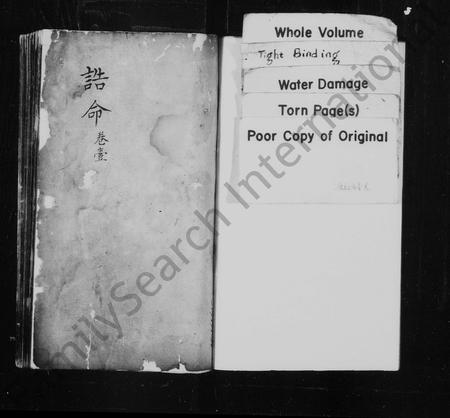 誥命卷壹
Whole Volume
Tight Binding
Water Damage
Torn Page(s)
Poor Copy of Original
FamilySearch International